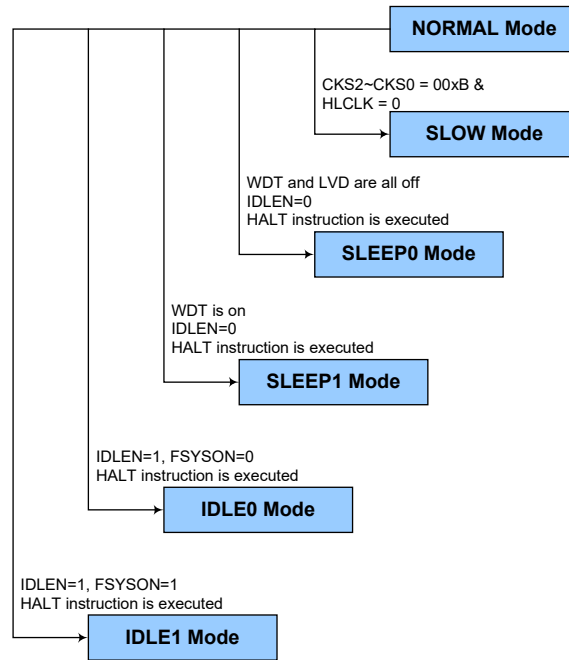 NORMAL Mode
CKS2~CKS0 = 00xB &
HLCLK = 0
SLOW Mode
WDT and LVD are all off
IDLEN=0
HALT instruction is executed
SLEEP0 Mode
WDT is on
IDLEN=0
HALT instruction is executed
SLEEP1 Mode
IDLEN=1, FSYSON=0
HALT instruction is executed
IDLE0 Mode
IDLEN=1, FSYSON=1
HALT instruction is executed
IDLE1 Mode